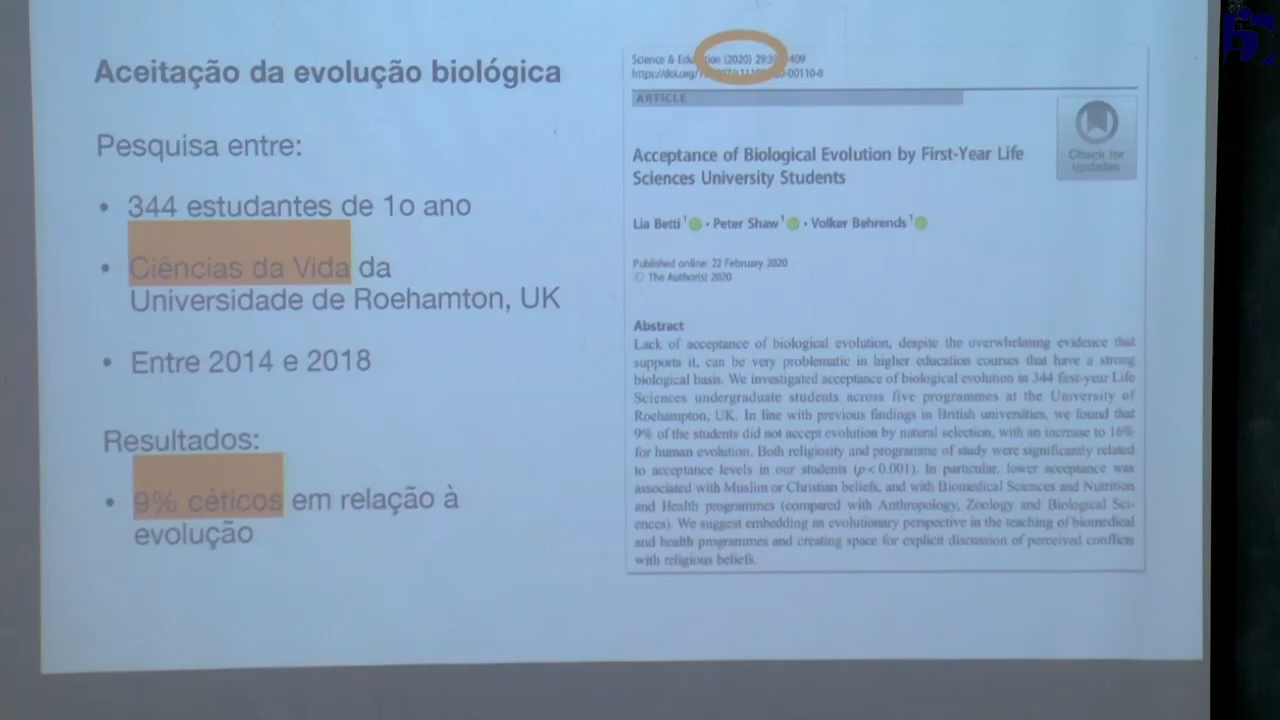 Aceitação da evolução biológica
Pesquisa entre:
• 344 estudantes de 1o ano
• Ciências da Vida da
Universidade de Roehamton, UK
• Entre 2014 e 2018
Resultados:
• 9% céticos em relação à
evolução
Science & (2020) 409
https://doi.org/ -00110-8
ARTICLE
Check for
updates
Acceptance of Biological Evolution by First-Year Life
Sciences University Students
Lia Betti¹ · Peter Shaw¹ · Volker Behrends¹
Published online: 22 February 2020
© The Author(s) 2020
Abstract
Lack of acceptance of biological evolution, despite the overwhelming evidence that
supports it, can be very problematic in higher education courses that have a strong
biological basis. We investigated acceptance of biological evolution in 344 first-year Life
Sciences undergraduate students across five programmes at the University of
Roehampton, UK. In line with previous findings in British universities, we found that
9% of the students did not accept evolution by natural selection, with an increase to 16%
for human evolution. Both religiosity and programme of study were significantly related
to acceptance levels in our students (p < 0.001). In particular, lower acceptance was
associated with Muslim or Christian beliefs, and with Biomedical Sciences and Nutrition
and Health programmes (compared with Anthropology, Zoology and Biological Sci-
ences). We suggest embedding an evolutionary perspective in the teaching of biomedical
and health programmes and creating space for explicit discussion of perceived conflicts
with religious beliefs.